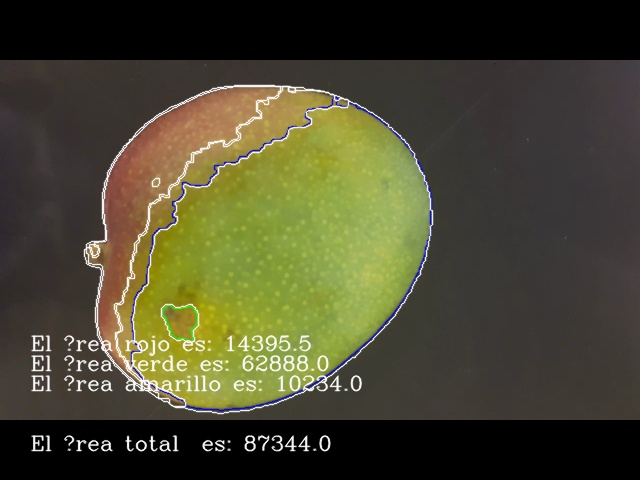 El ?rea rojo es: 14395.5
El ?rea verde es: 62888.0
El ?rea amarillo es: 10234.0
El ?rea total  es: 87344.0